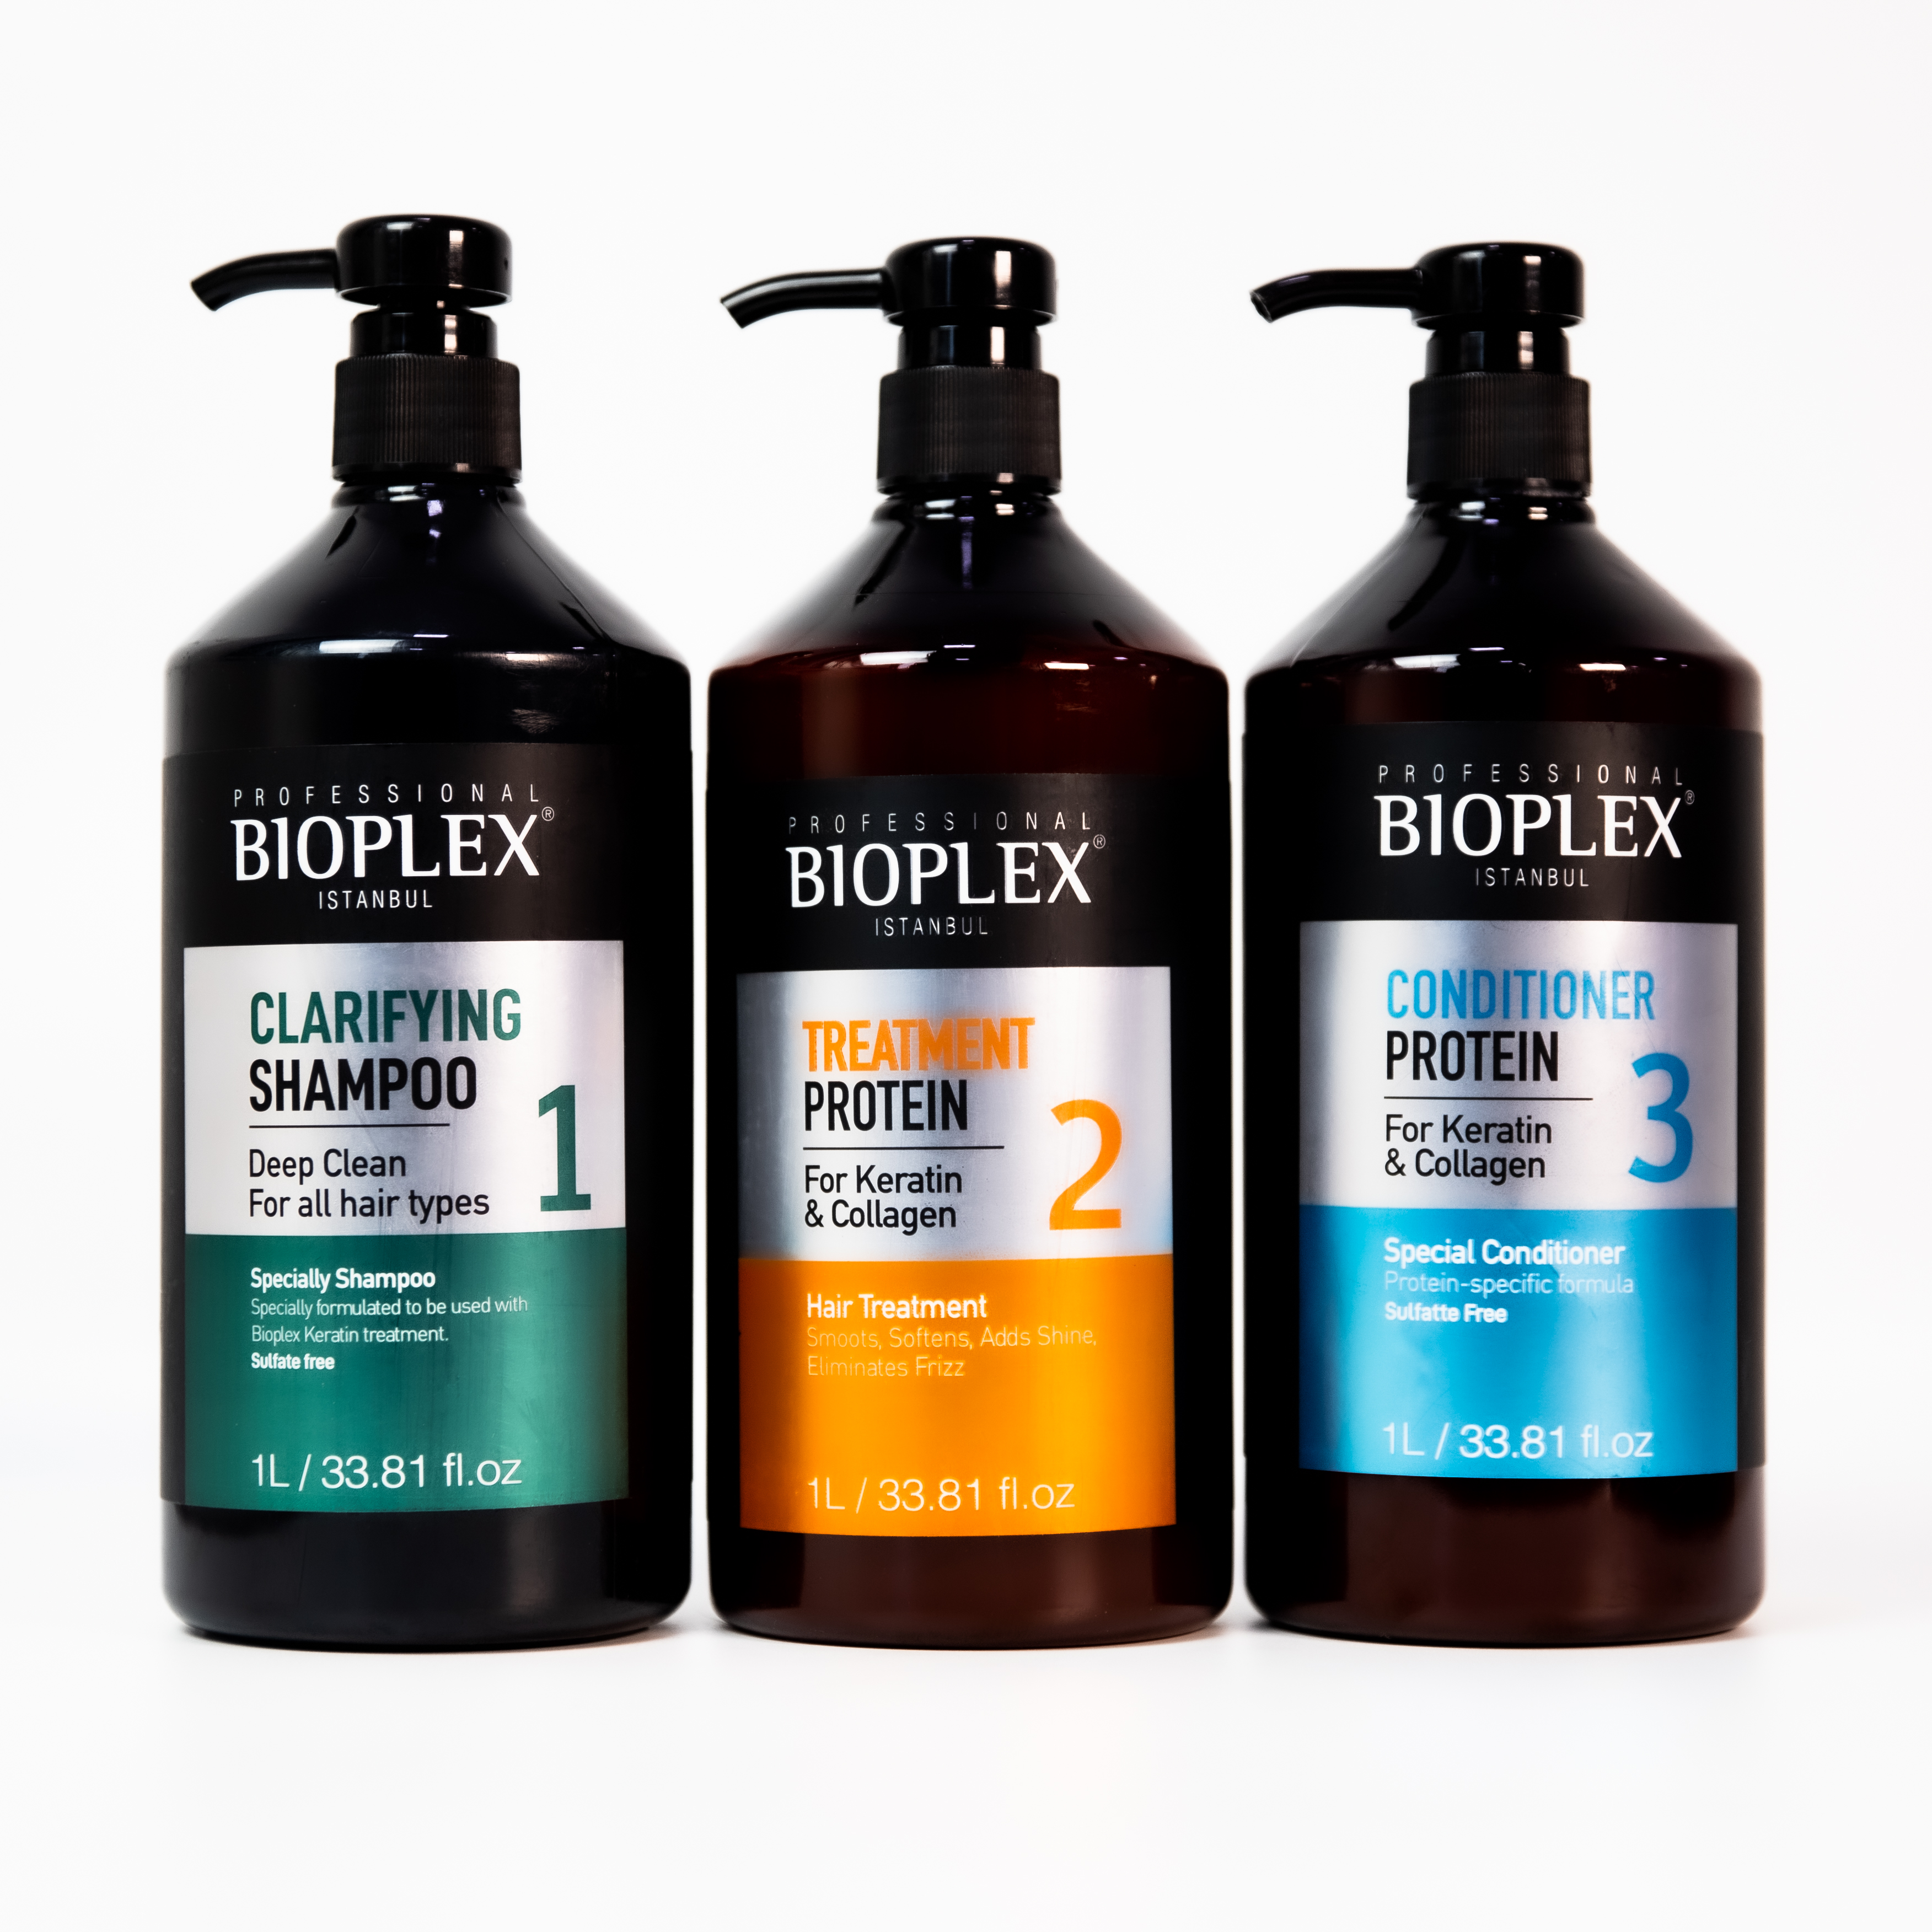 PROFESSIONAL
BIOPLEX®
ISTANBUL
CLARIFYING
SHAMPOO
1
Deep Clean
For all hair types
Specially Shampoo
Specially formulated to be used with
Bioplex Keratin treatment.
Sulfate free
1L / 33.81 fl.oz
PROFESSIONAL
BIOPLEX®
ISTANBUL
TREATMENT
PROTEIN
2
For Keratin
& Collagen
Hair Treatment
Smoots, Softens, Adds Shine,
Eliminates Frizz
1L / 33.81 fl.oz
PROFESSIONAL
BIOPLEX®
ISTANBUL
CONDITIONER
PROTEIN
3
For Keratin
& Collagen
Special Conditioner
Protein-specific formula
Sulfatte Free
1L / 33.81 fl.oz